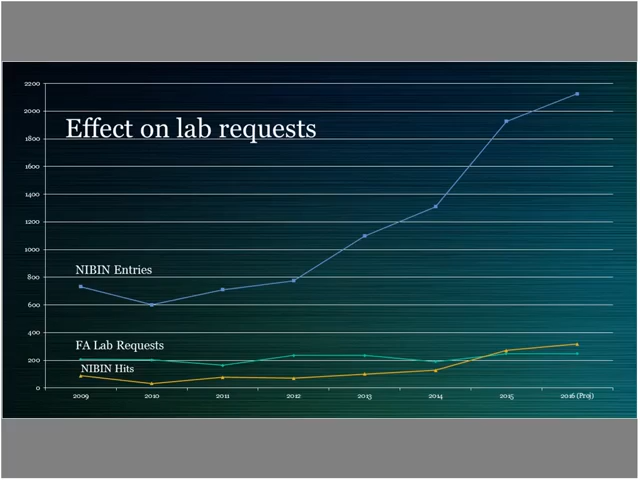 Effect on lab requests
2200
2000
1800
1600
1400
1200
1000
800
600
400
200
0
NIBIN Entries
FA Lab Requests
NIBIN Hits
2009 2010 2011 2012 2013 2014 2015 2016 (Proj)